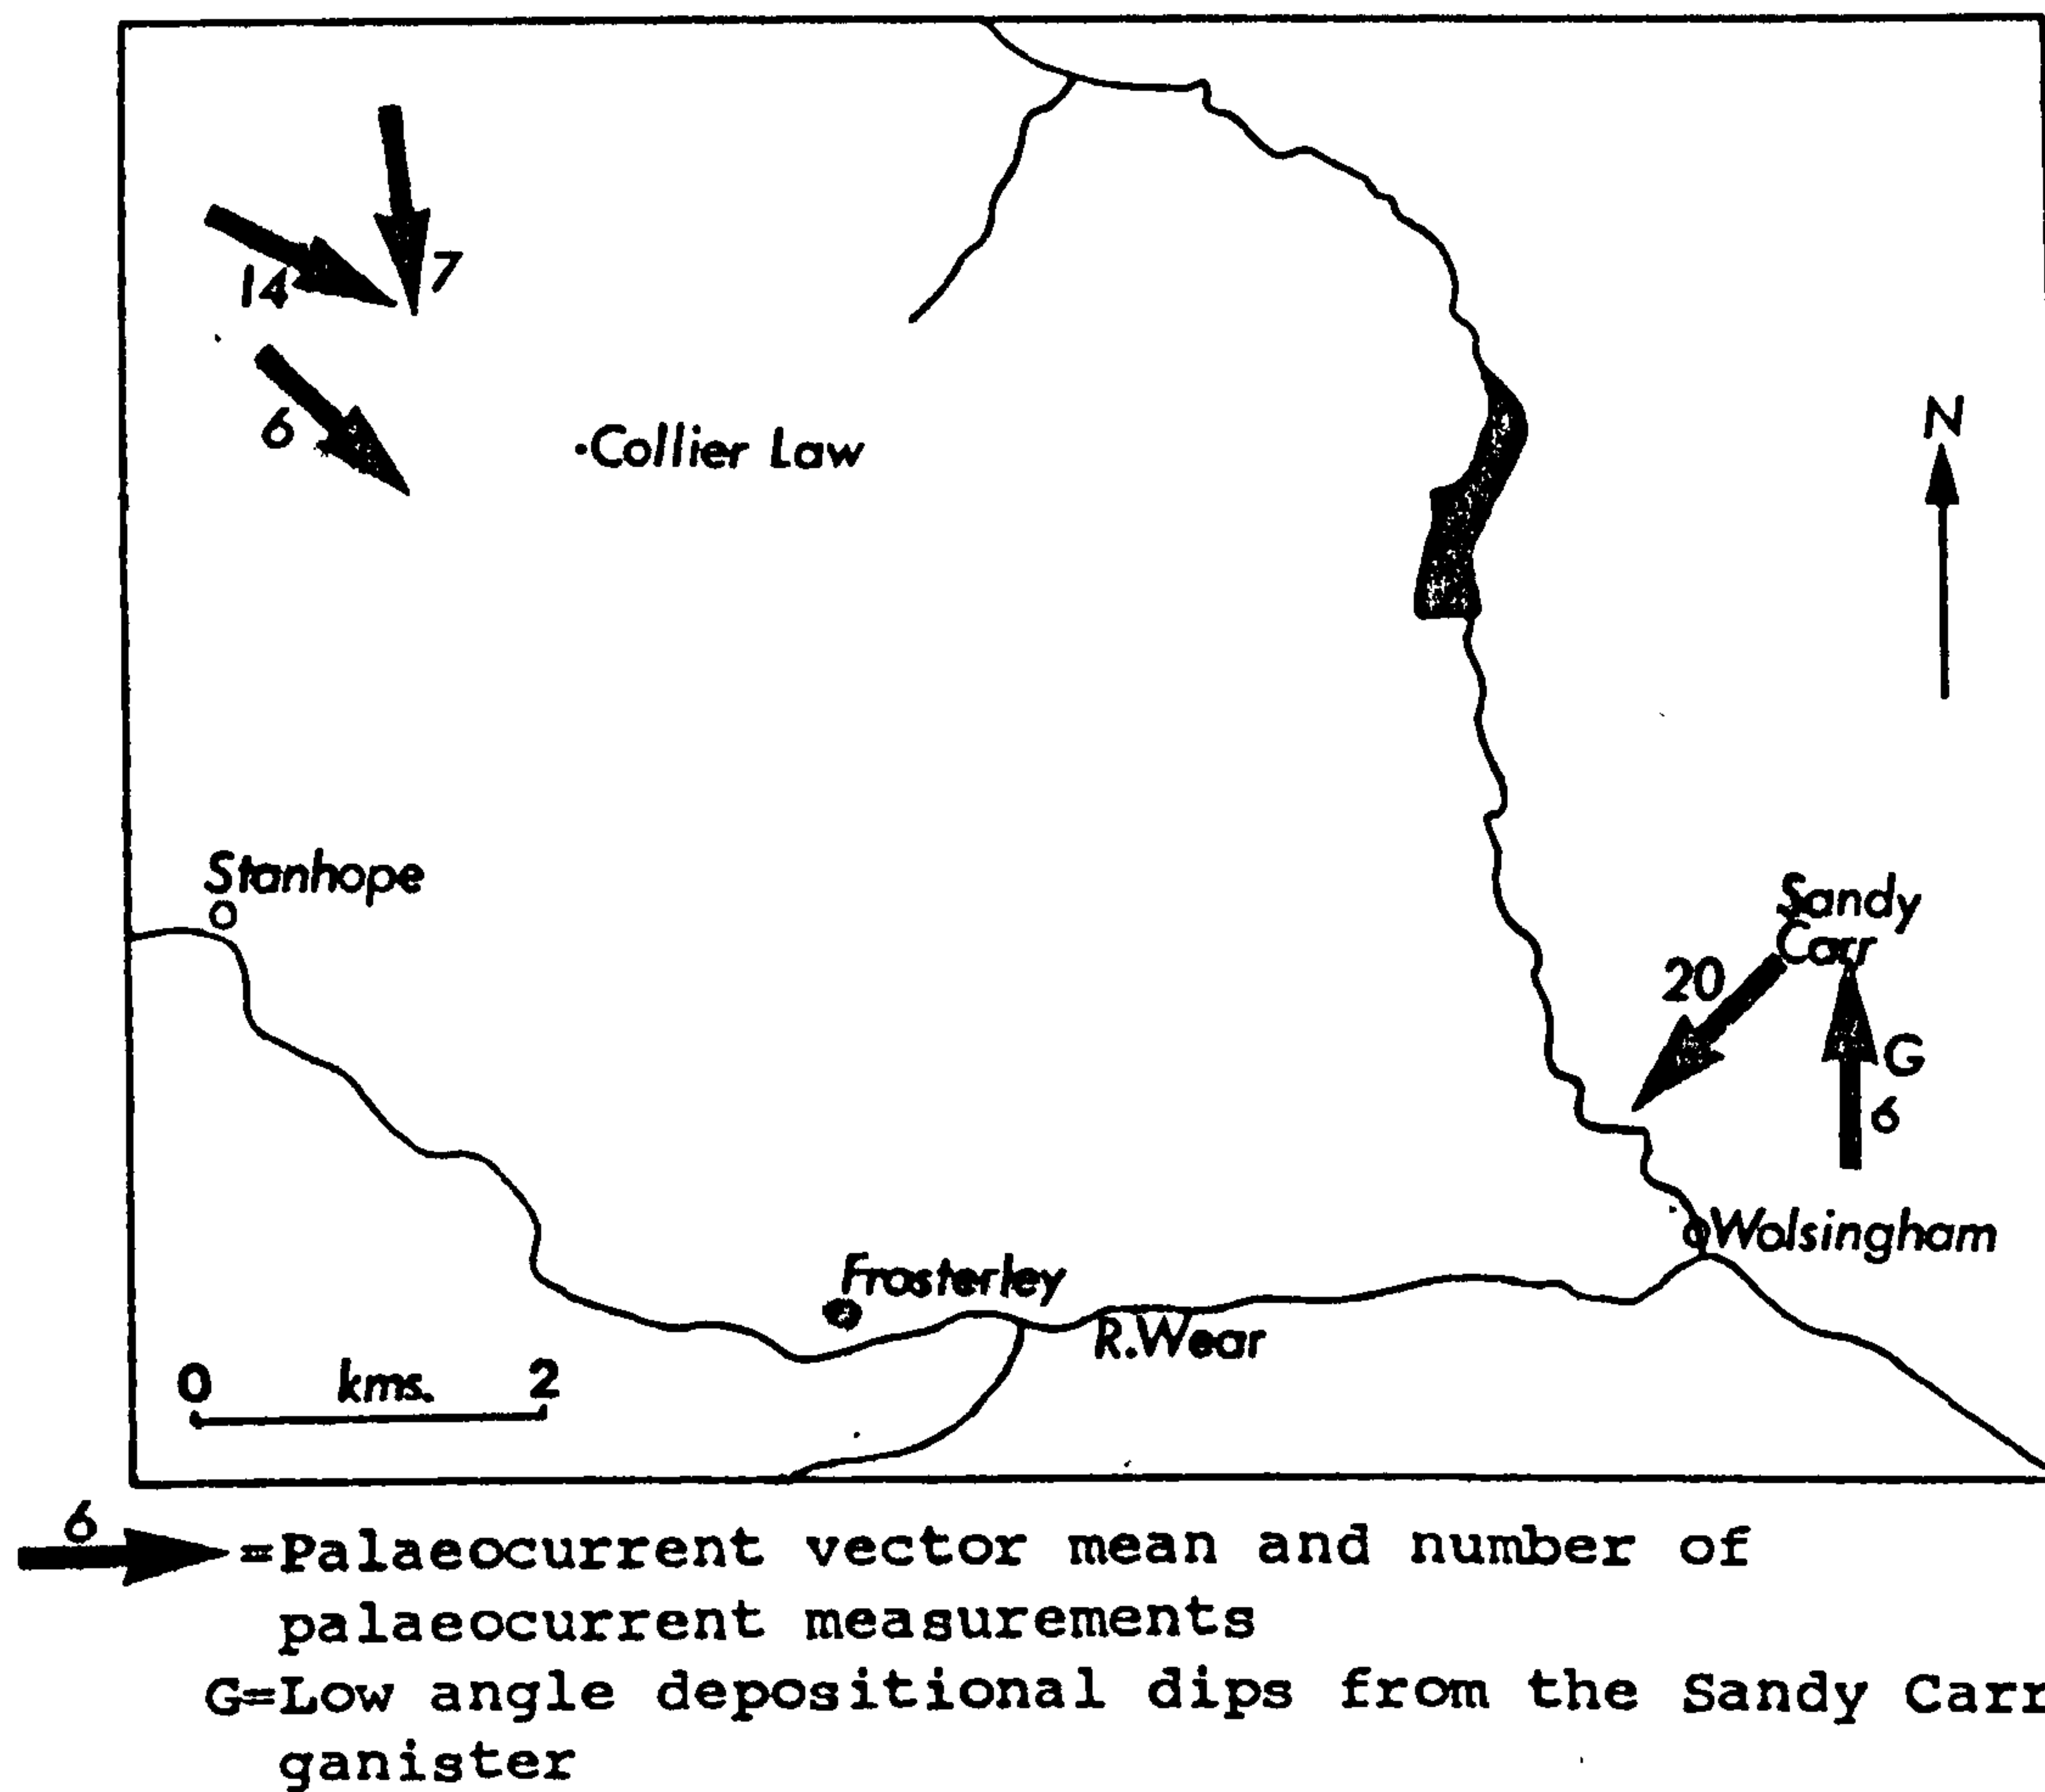 7
14
6
•Collier Law
N
Stanhope
Sandy
Carr
20
G
6
Wolsingham
Frosterley
R.Wear
0 kms. 2
6
=Palaeocurrent vector mean and number of
palaeocurrent measurements
G=Low angle depositional dips from the Sandy Carr
ganister